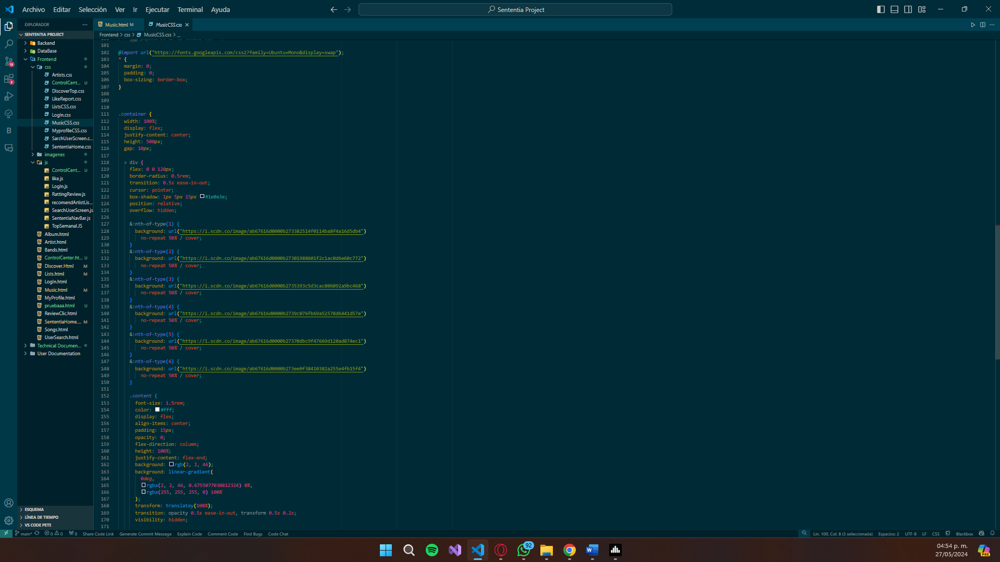 Archivo Editar Selección Ver Ir Ejecutar Terminal Ayuda
Sententia Project
EXPLORADOR
Music.html M
MusicCSS.css
SENTENTIA PROJECT
Frontend > css > MusicCSS.css > ...
Backend
DataBase
Frontend
css
Artists.css
ControlCent... U
DiscoverTop.css
LikeReport.css
ListsCSS.css
LogIn.css
MusicCSS.css
MyprofileCSS.css
SarchUserScreen.c...
SententiaHome.css
imagenes
js
ControlCent... U
like.js
LogIn.js
RattingReview.js
recomendArtistLis...
SearchUserScreen.js
SententiaNavBar.js
TopSemanal.JS
Album.html
Artist.html
Bands.html
ControlCenter.ht... U
Discover.Html M
Lists.html M
LogIn.html
Music.html M
MyProfile.html
pruebaaa.html U
ReviewClic.html
SententiaHome.... M
Songs.html
UserSearch.html
Technical Documen...
User Documentation
ESQUEMA
LÍNEA DE TIEMPO
VS CODE PETS
13
2
B
101
102 @import url("https://fonts.googleapis.com/css2?family=Ubuntu+Mono&display=swap");
103 * {
104 margin: 0;
105 padding: 0;
106 box-sizing: border-box;
107 }
108
109
110
111 .container {
112 width: 100%;
113 display: flex;
114 justify-content: center;
115 height: 500px;
116 gap: 10px;
117
118 > div {
119 flex: 0 0 120px;
120 border-radius: 0.5rem;
121 transition: 0.5s ease-in-out;
122 cursor: pointer;
123 box-shadow: 1px 5px 15px #1e0e3e;
124 position: relative;
125 overflow: hidden;
126
127 &:nth-of-type(1) {
128 background: url("https://i.scdn.co/image/ab67616d0000b273382514f0114ba8f4a16d5db4")
129 no-repeat 50% / cover;
130 }
131 &:nth-of-type(2) {
132 background: url("https://i.scdn.co/image/ab67616d0000b27301988601f2c1ac0d6e60c772")
133 no-repeat 50% / cover;
134 }
135 &:nth-of-type(3) {
136 background: url("https://i.scdn.co/image/ab67616d0000b2735393c5d3cac806092a9bc468")
137 no-repeat 50% / cover;
138 }
139 &:nth-of-type(4) {
140 background: url("https://i.scdn.co/image/ab67616d0000b2739c076fb69a52578d6441d57e")
141 no-repeat 50% / cover;
142 }
143 &:nth-of-type(5) {
144 background: url("https://i.scdn.co/image/ab67616d0000b27370dbc9f47669d120ad874ec1")
145 no-repeat 50% / cover;
146 }
147 &:nth-of-type(6) {
148 background: url("https://i.scdn.co/image/ab67616d0000b273ee0f38410382a255e4fb15f4")
149 no-repeat 50% / cover;
150 }
151
152 .content {
153 font-size: 1.5rem;
154 color: #fff;
155 display: flex;
156 align-items: center;
157 padding: 15px;
158 opacity: 0;
159 flex-direction: column;
160 height: 100%;
161 justify-content: flex-end;
162 background: rgb(2, 2, 46);
163 background: linear-gradient(
164 0deg,
165 rgba(2, 2, 46, 0.6755077030812324) 0%,
166 rgba(255, 255, 255, 0) 100%
167 );
168 transform: translatey(100%);
169 transition: opacity 0.5s ease-in-out, transform 0.5s 0.2s;
170 visibility: hidden;
171
main* 0 0 0 Share Code Link Generate Commit Message Explain Code Comment Code Find Bugs Code Chat
Lín. 100, Col. 8 (3 seleccionada) Espacios: 2 UTF-8 LF CSS Blackbox
92
04:54 p. m.
27/05/2024
PRE